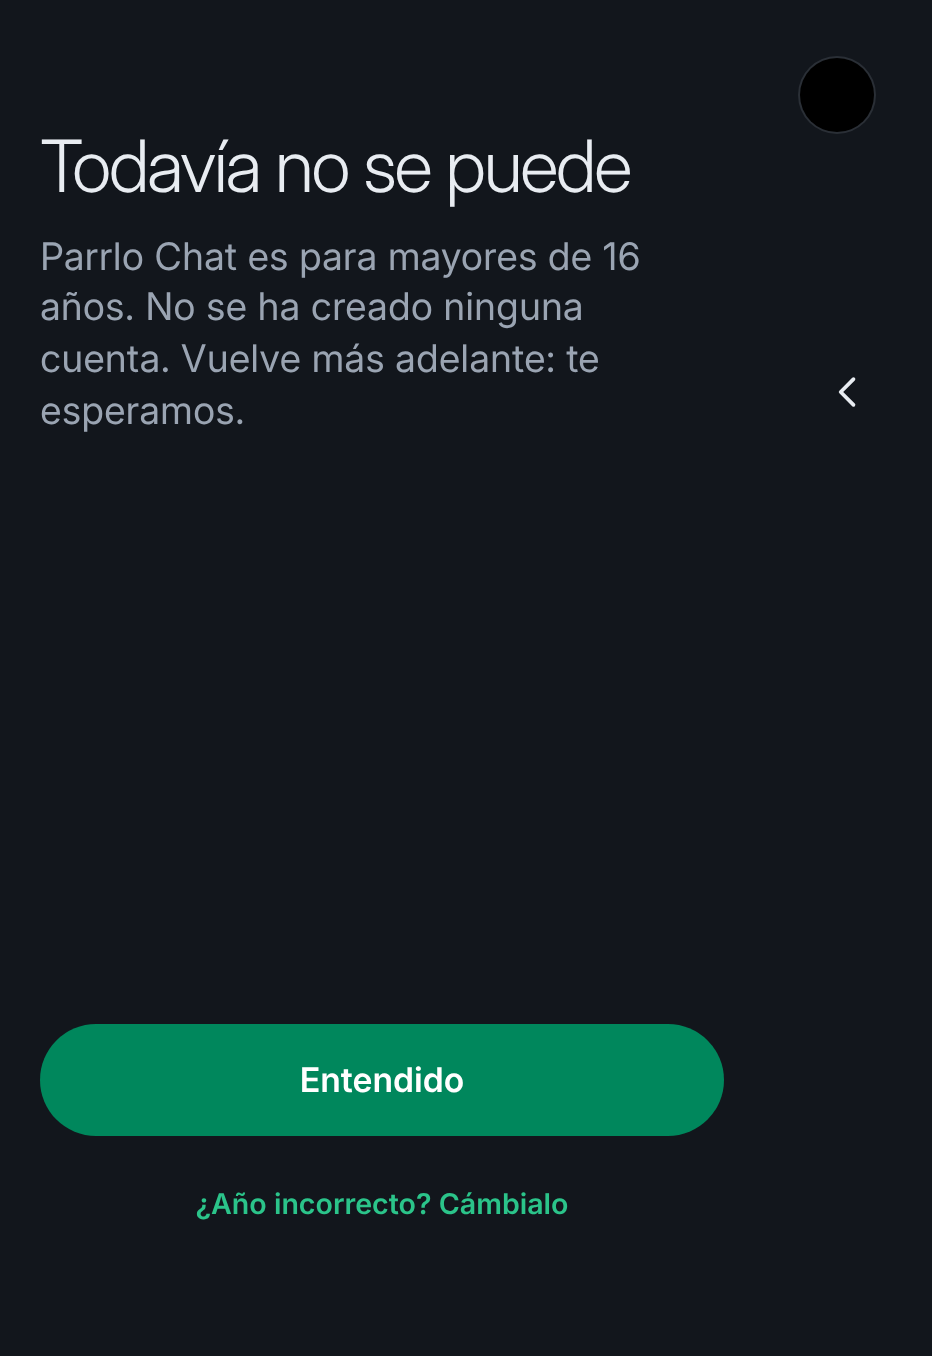 Todavía no se puede
Parrlo Chat es para mayores de 16
años. No se ha creado ninguna
cuenta. Vuelve más adelante: te
esperamos.
Entendido
¿Año incorrecto? Cámbialo